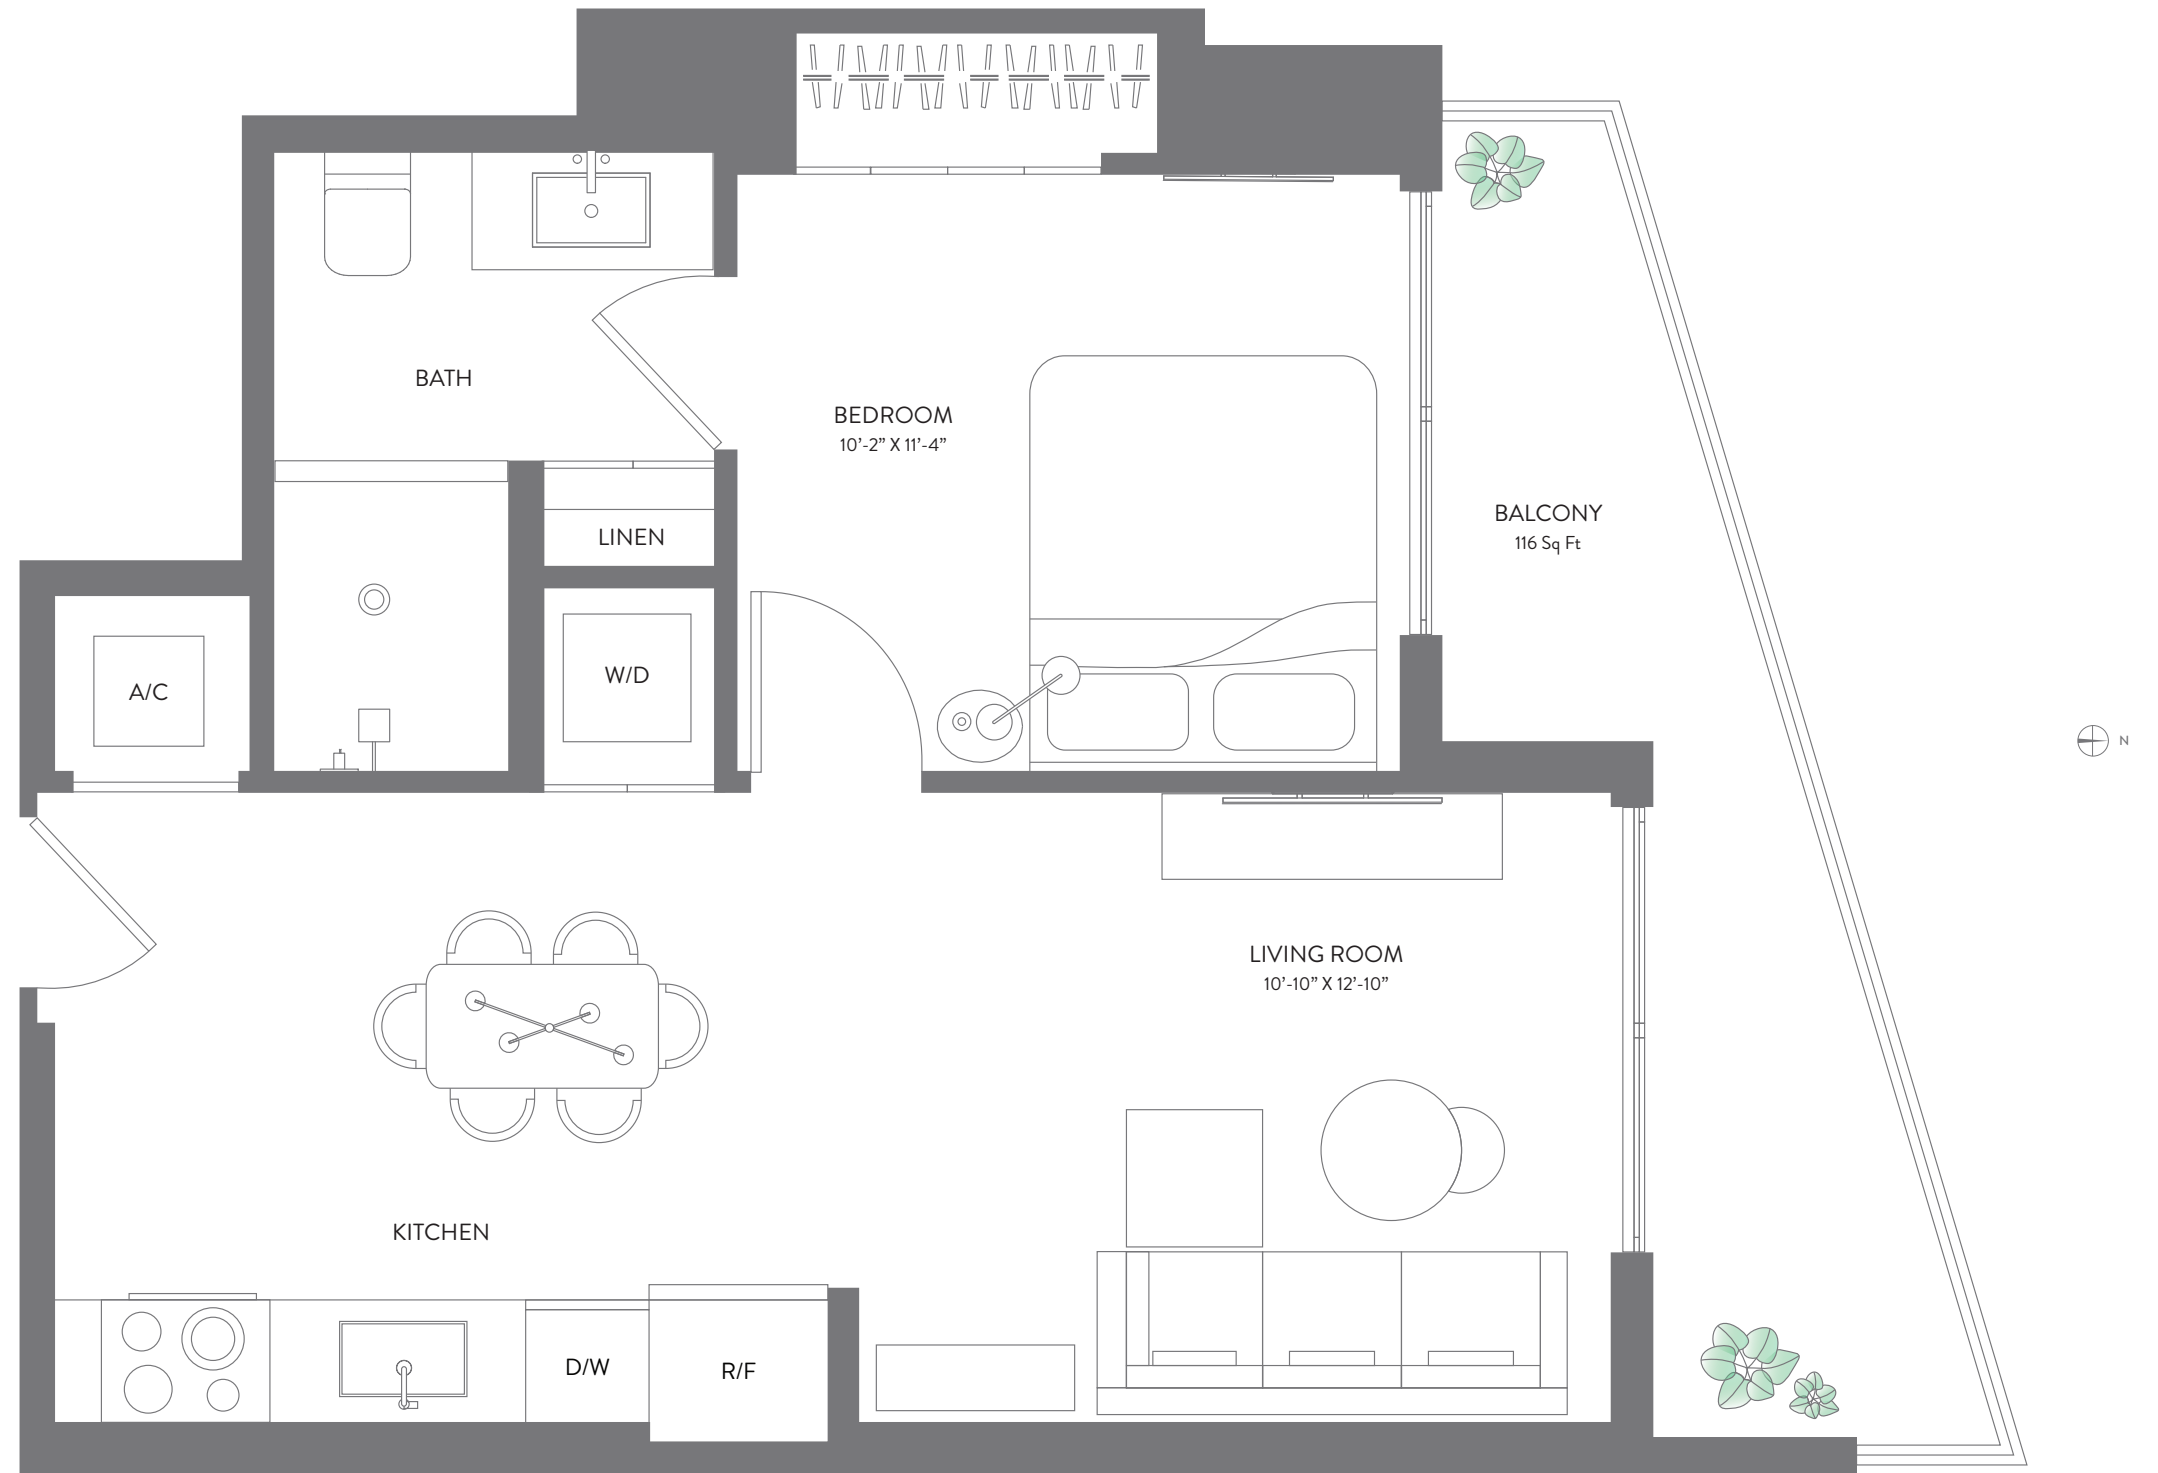 BATH
BEDROOM
10’-2” X 11’-4”
BALCONY
116 Sq Ft
LINEN
W/D
A/C
N
LIVING ROOM
10’-10” X 12’-10”
KITCHEN
D/W
R/F